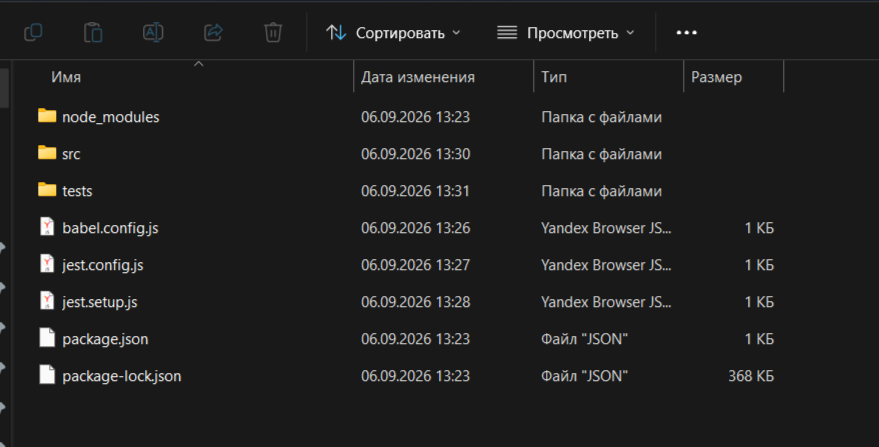 Сортировать Просмотреть
Имя Дата изменения Тип Размер
node_modules 06.09.2026 13:23 Папка с файлами
src 06.09.2026 13:30 Папка с файлами
tests 06.09.2026 13:31 Папка с файлами
babel.config.js 06.09.2026 13:26 Yandex Browser JS... 1 КБ
jest.config.js 06.09.2026 13:27 Yandex Browser JS... 1 КБ
jest.setup.js 06.09.2026 13:28 Yandex Browser JS... 1 КБ
package.json 06.09.2026 13:23 Файл "JSON" 1 КБ
package-lock.json 06.09.2026 13:23 Файл "JSON" 368 КБ